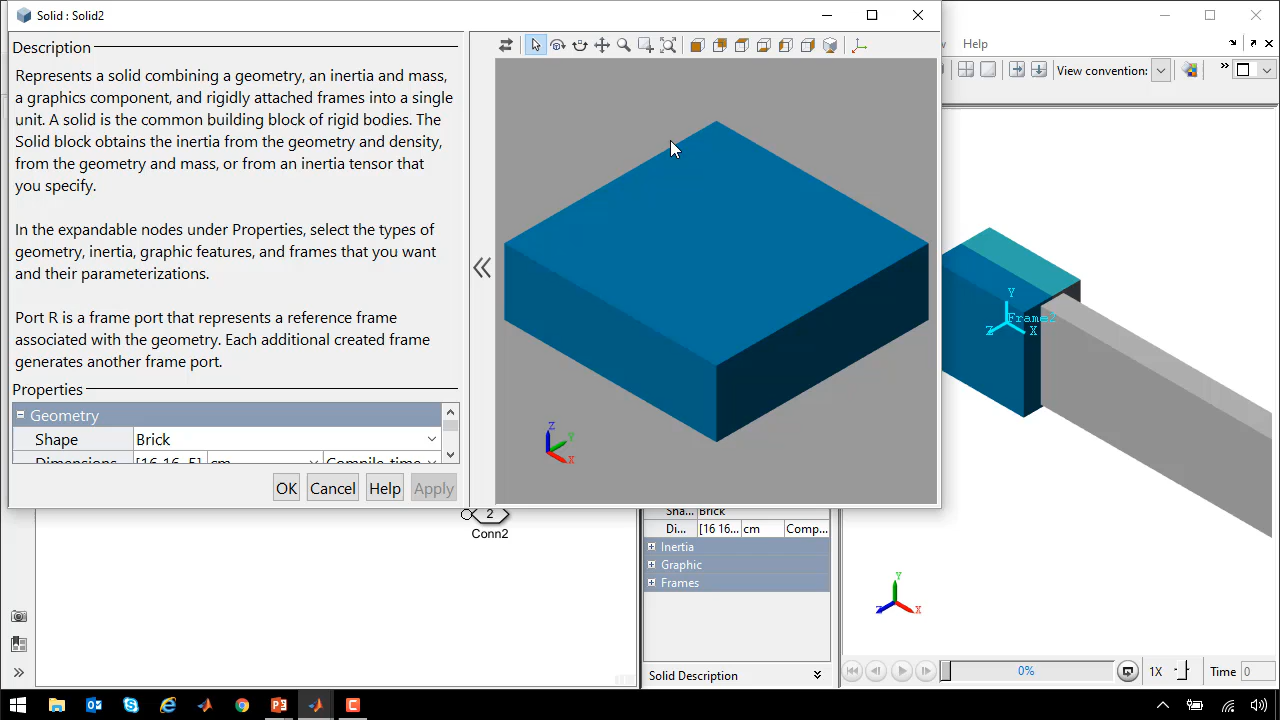 Solid : Solid2
Description
Represents a solid combining a geometry, an inertia and mass,
a graphics component, and rigidly attached frames into a single
unit. A solid is the common building block of rigid bodies. The
Solid block obtains the inertia from the geometry and density,
from the geometry and mass, or from an inertia tensor that
you specify.
In the expandable nodes under Properties, select the types of
geometry, inertia, graphic features, and frames that you want
and their parameterizations.
Port R is a frame port that represents a reference frame
associated with the geometry. Each additional created frame
generates another frame port.
Properties
Geometry
Shape Brick
Dimensions [16 16 5] cm Compile-time
OK Cancel Help Apply
Z Y X
Help
View convention:
Y
Frame2
Z X
2
Conn2
Sha... Brick
Di... [16 16... cm Comp...
Inertia
Graphic
Frames
Solid Description
Y
Z X
0% 1X Time 0